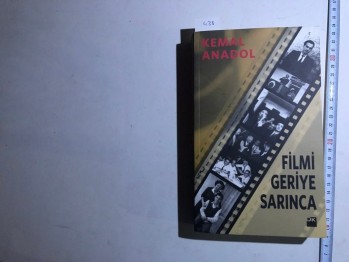 KEMAL
ANADOL
FİLMİ
GERİYE
SARINCA